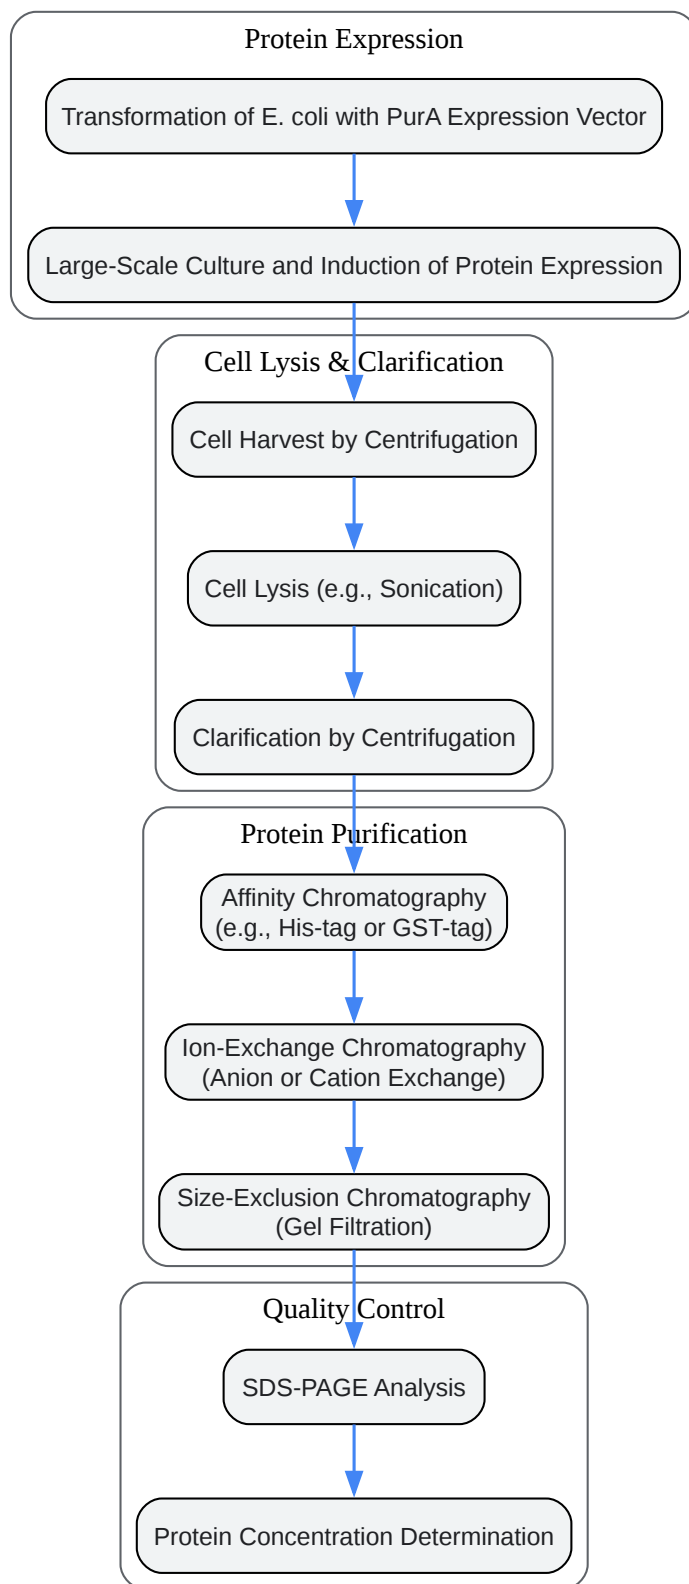 Protein Expression
Transformation of E. coli with PurA Expression Vector
Large-Scale Culture and Induction of Protein Expression
Cell Lysis & Clarification
Cell Harvest by Centrifugation
Cell Lysis (e.g., Sonication)
Clarification by Centrifugation
Protein Purification
Affinity Chromatography
(e.g., His-tag or GST-tag)
Ion-Exchange Chromatography
(Anion or Cation Exchange)
Size-Exclusion Chromatography
(Gel Filtration)
Quality Control
SDS-PAGE Analysis
Protein Concentration Determination